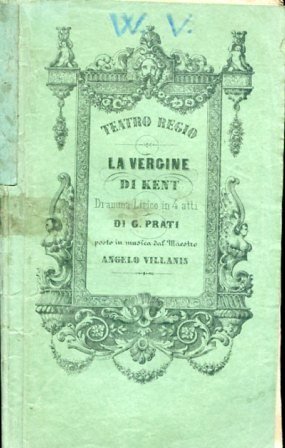 W. V.
TEATRO REGIO
LA VERGINE
DI KENT
Dramma Lirico in 4 atti
DI G. PRATI
posto in musica dal Maestro
ANGELO VILLANIS